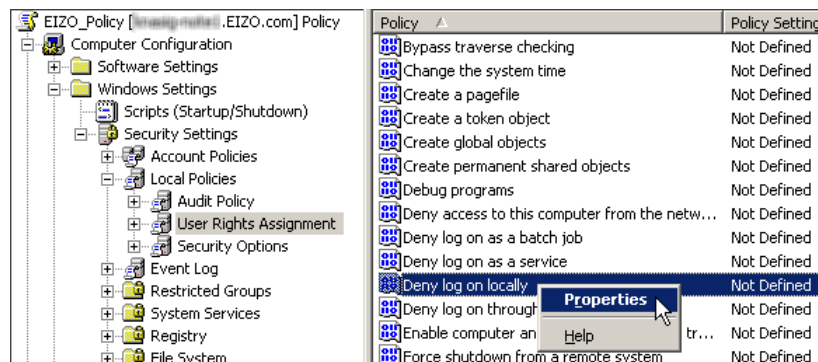 EIZO_Policy [ .EIZO.com] Policy
Computer Configuration
Software Settings
Windows Settings
Scripts (Startup/Shutdown)
Security Settings
Account Policies
Local Policies
Audit Policy
User Rights Assignment
Security Options
Event Log
Restricted Groups
System Services
Registry
File System
Policy Policy Setting
Bypass traverse checking Not Defined
Change the system time Not Defined
Create a pagefile Not Defined
Create a token object Not Defined
Create global objects Not Defined
Create permanent shared objects Not Defined
Debug programs Not Defined
Deny access to this computer from the netw... Not Defined
Deny log on as a batch job Not Defined
Deny log on as a service Not Defined
Deny log on locally Not Defined
Deny log on through Not Defined
Enable computer an tr... Not Defined
Force shutdown from a remote system Not Defined
Properties
Help